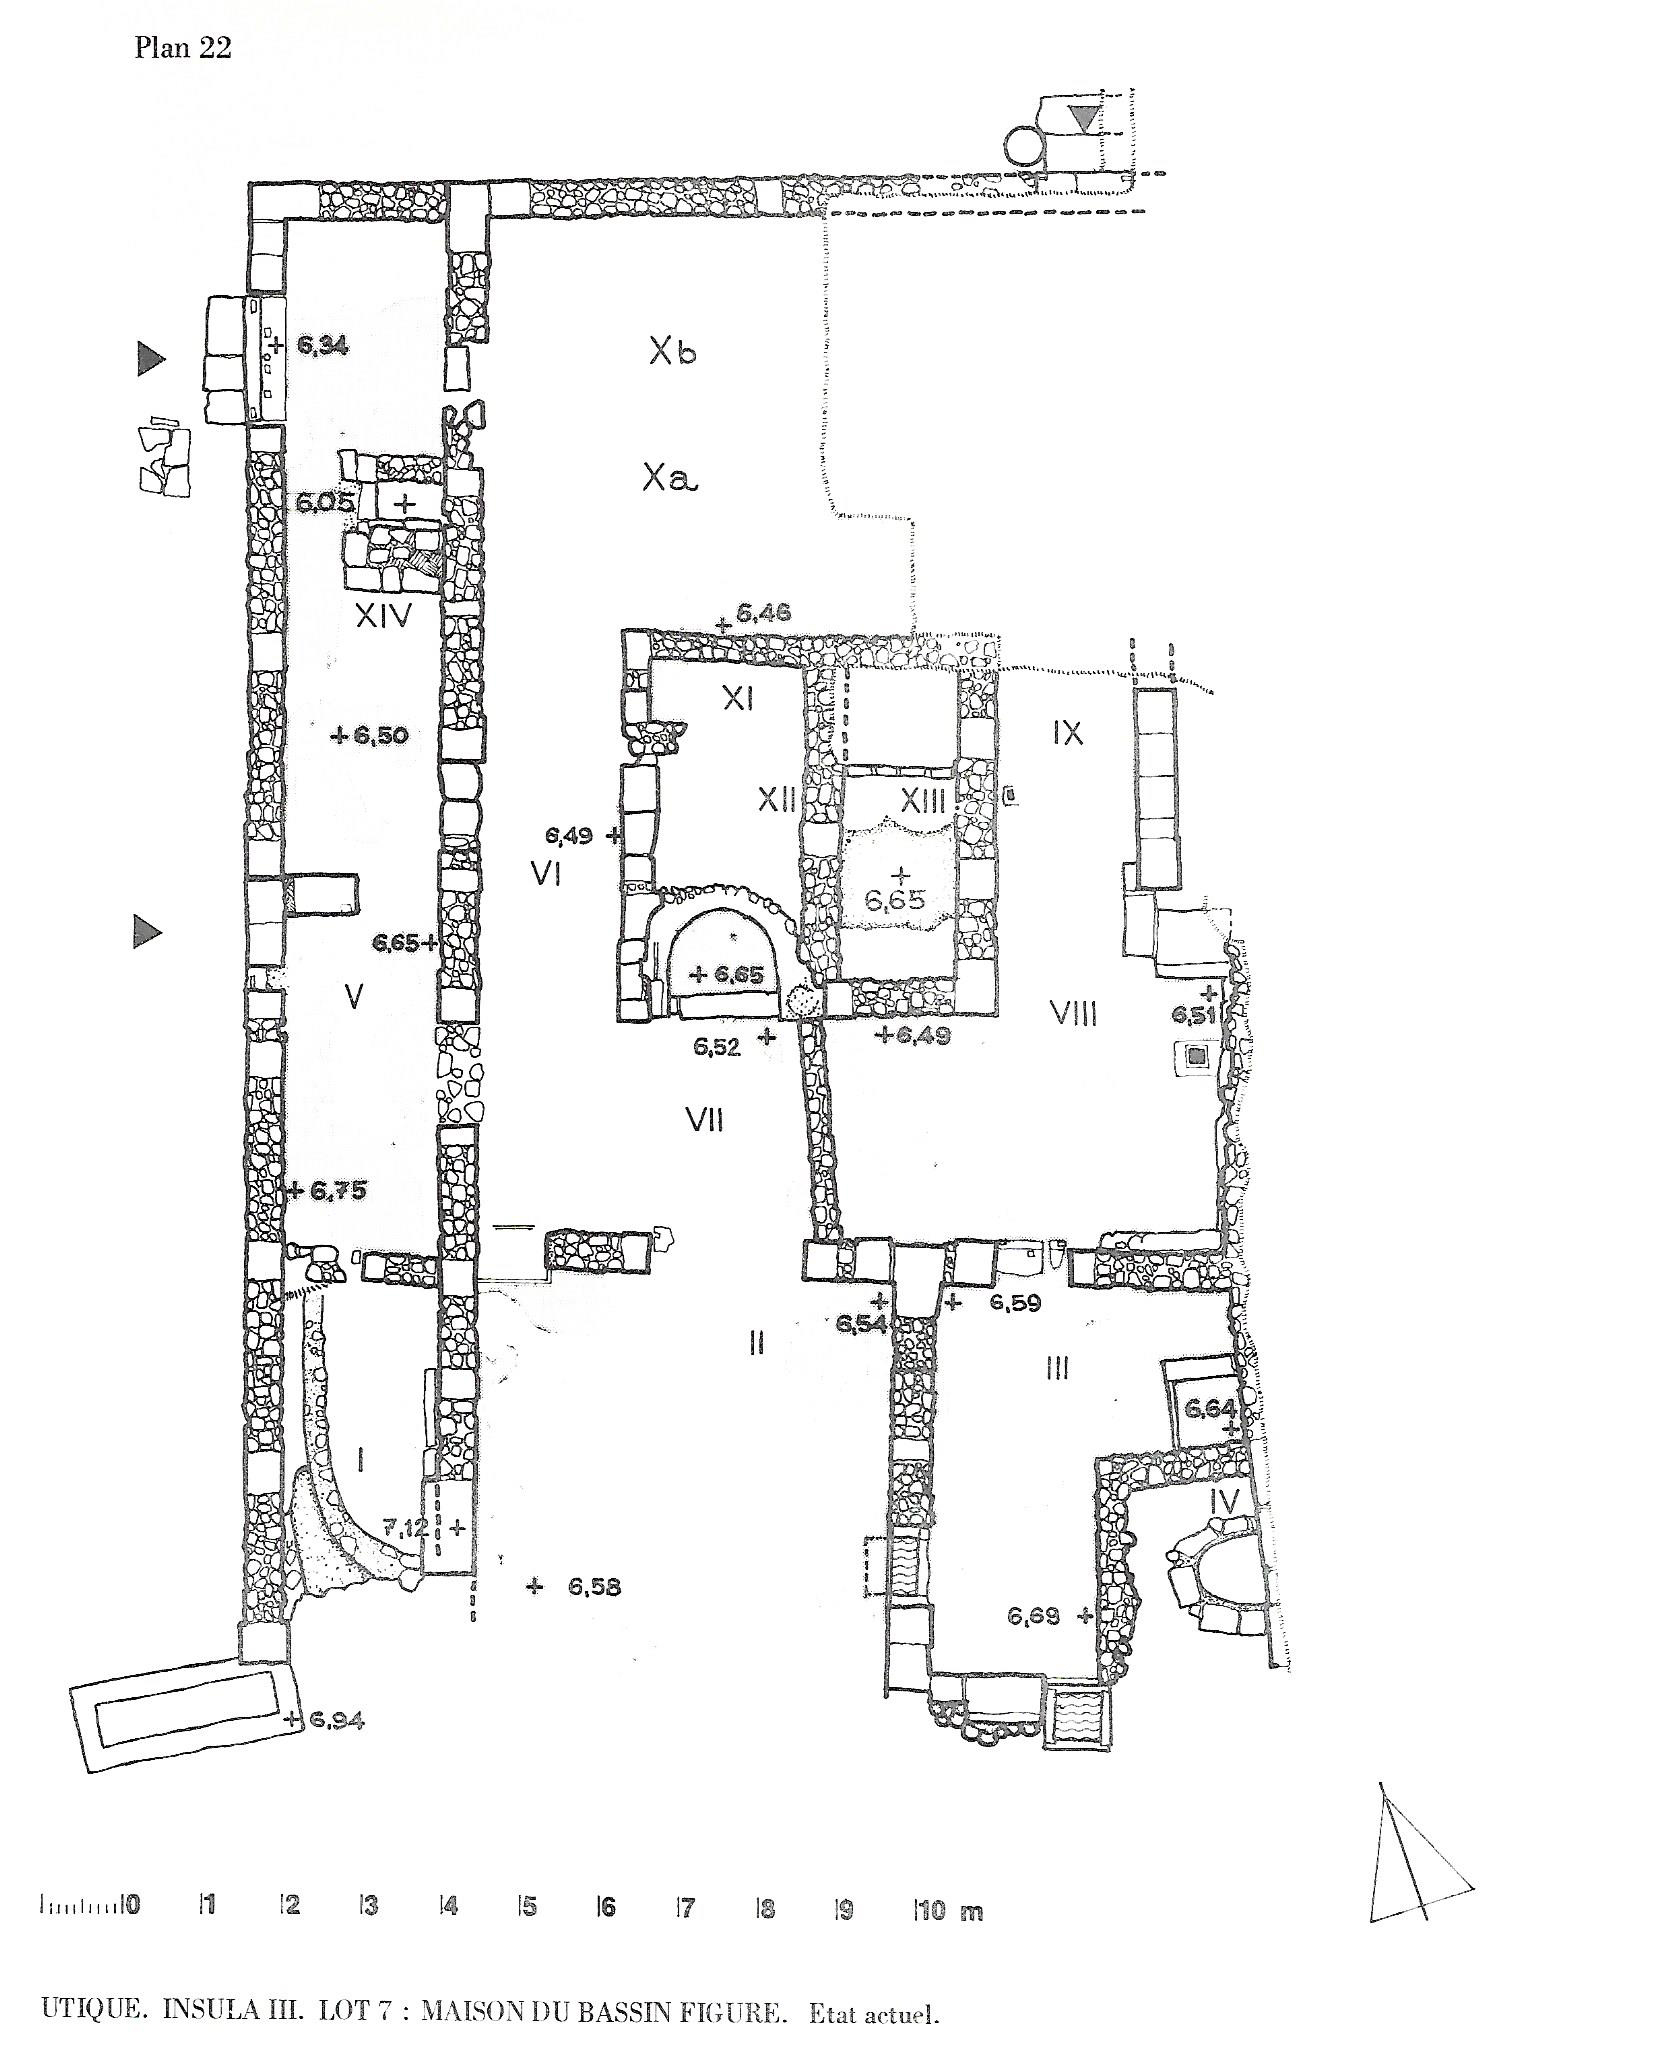 Plan 22
6,34
Xb
Xa
6,05
XIV
6,46
XI
IX
6,50
XII
XIII
6,49
VI
6,65
6,65
V
6,65
VIII
6,51
6,52
6,49
VII
6,75
6,59
6,54
II
III
6,64
I
IV
7,12
6,58
6,69
6,94
0 1 2 3 4 5 6 7 8 9 10 m
UTIQUE. INSULA III. LOT 7 : MAISON DU BASSIN FIGURE. Etat actuel.